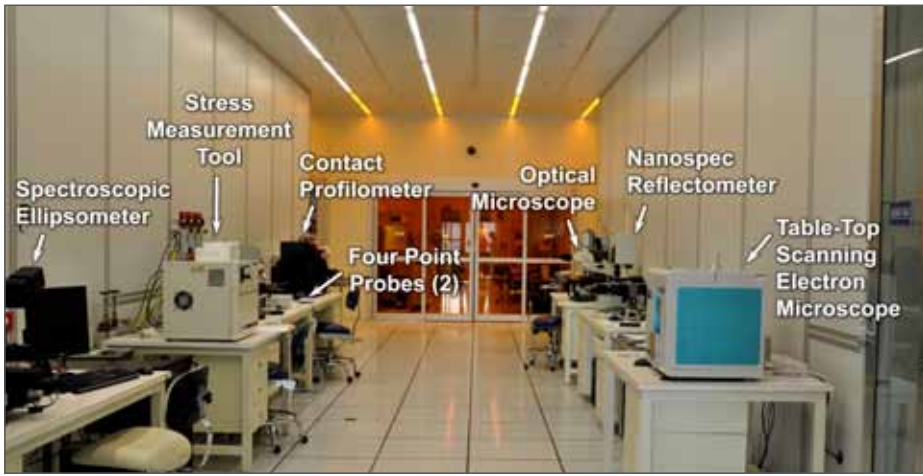 Stress
Measurement
Tool
Contact
Profilometer
Spectroscopic
Ellipsometer
Four Point
Probes (2)
Optical
Microscope
Nanospec
Reflectometer
Table-Top
Scanning
Electron
Microscope